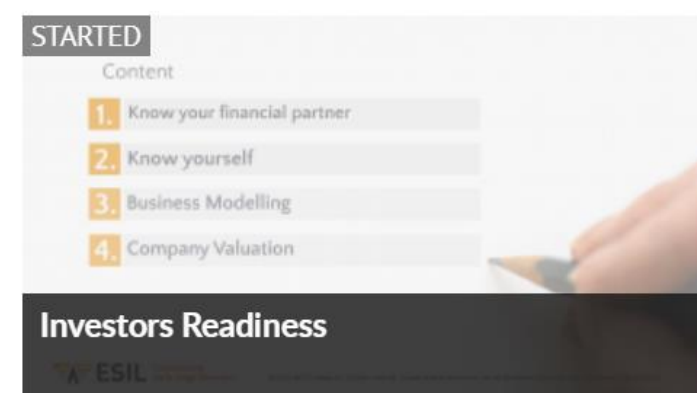 STARTED
Content
1. Know your financial partner
2. Know yourself
3. Business Modelling
4. Company Valuation
Investors Readiness
ESIL